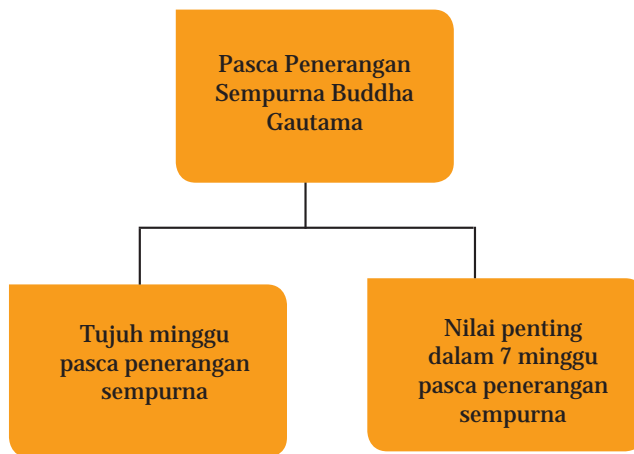 Pasca Penerangan
Sempurna Buddha
Gautama
Tujuh minggu
pasca penerangan
sempurna
Nilai penting
dalam 7 minggu
pasca penerangan
sempurna